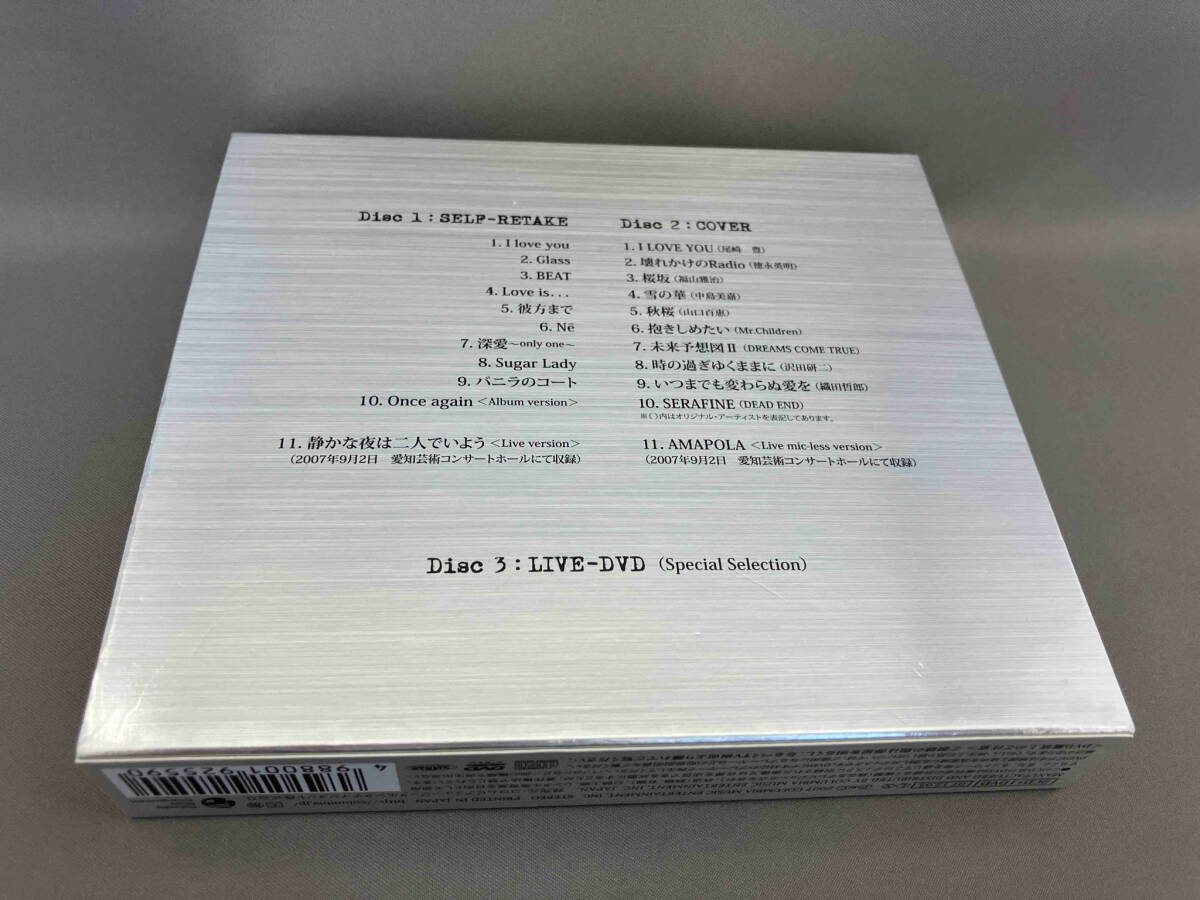 Disc 1 : SELF-RETAKE
1. I love you
2. Glass
3. BEAT
4. Love is...
5. 彼方まで
6. Nē
7. 深愛〜only one〜
8. Sugar Lady
9. バニラのコート
10. Once again <Album version>
11. 静かな夜は二人でいよう <Live version>
(2007年9月2日 愛知芸術コンサートホールにて収録)
Disc 2 : COVER
1. I LOVE YOU (尾崎 豊)
2. 壊れかけのRadio (徳永英明)
3. 桜坂 (福山雅治)
4. 雪の華 (中島美嘉)
5. 秋桜 (山口百恵)
6. 抱きしめたい (Mr.Children)
7. 未来予想図Ⅱ (DREAMS COME TRUE)
8. 時の過ぎゆくままに (沢田研二)
9. いつまでも変わらぬ愛を (織田哲郎)
10. SERAFINE (DEAD END)
※( )内はオリジナル・アーティストを表記してあります。
11. AMAPOLA <Live mic-less version>
(2007年9月2日 愛知芸術コンサートホールにて収録)
Disc 3 : LIVE-DVD (Special Selection)
4 988001 925590
PRINTED IN JAPAN
STEREO